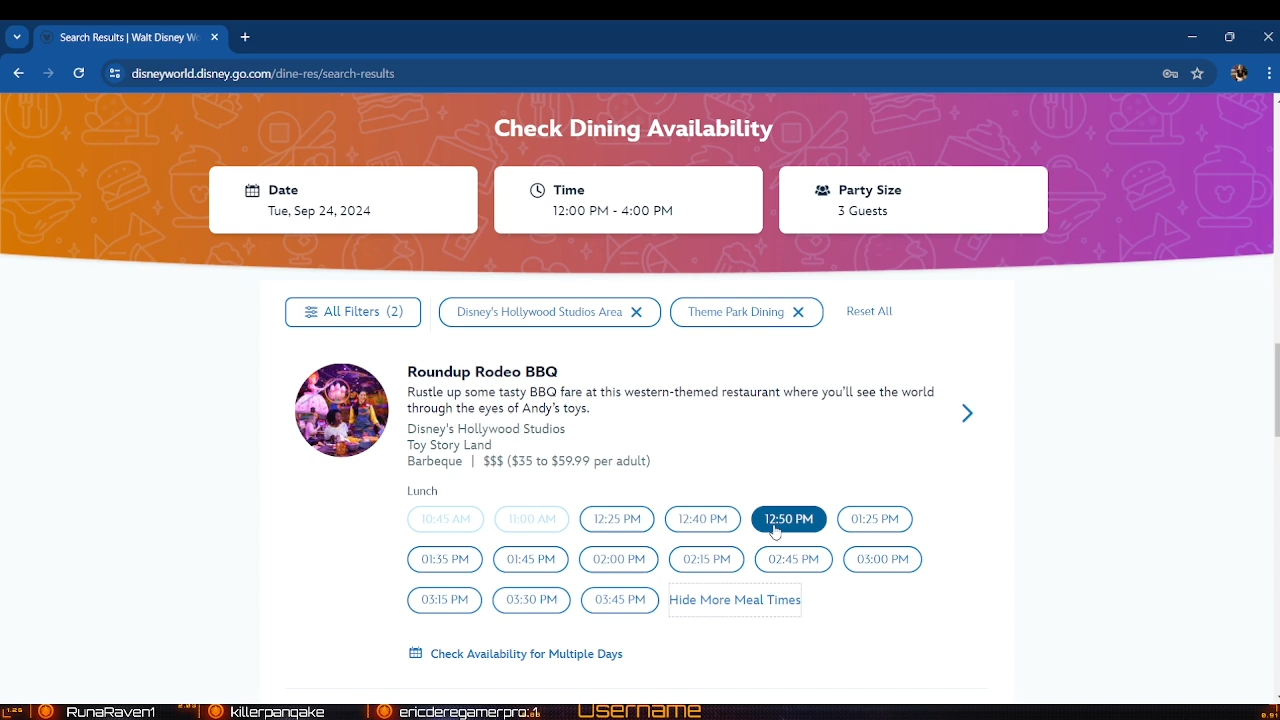 Search Results | Walt Disney Wo
disneyworld.disney.go.com/dine-res/search-results
Check Dining Availability
Date
Tue, Sep 24, 2024
Time
12:00 PM - 4:00 PM
Party Size
3 Guests
All Filters (2)
Disney's Hollywood Studios Area
Theme Park Dining
Reset All
Roundup Rodeo BBQ
Rustle up some tasty BBQ fare at this western-themed restaurant where you'll see the world
through the eyes of Andy's toys.
Disney's Hollywood Studios
Toy Story Land
Barbeque | $$$ ($35 to $59.99 per adult)
Lunch
10:45 AM 11:00 AM 12:25 PM 12:40 PM 12:50 PM 01:25 PM
01:35 PM 01:45 PM 02:00 PM 02:15 PM 02:45 PM 03:00 PM
03:15 PM 03:30 PM 03:45 PM Hide More Meal Times
Check Availability for Multiple Days
RunaRaven1 killerpangake ericderegamerpro41 Username